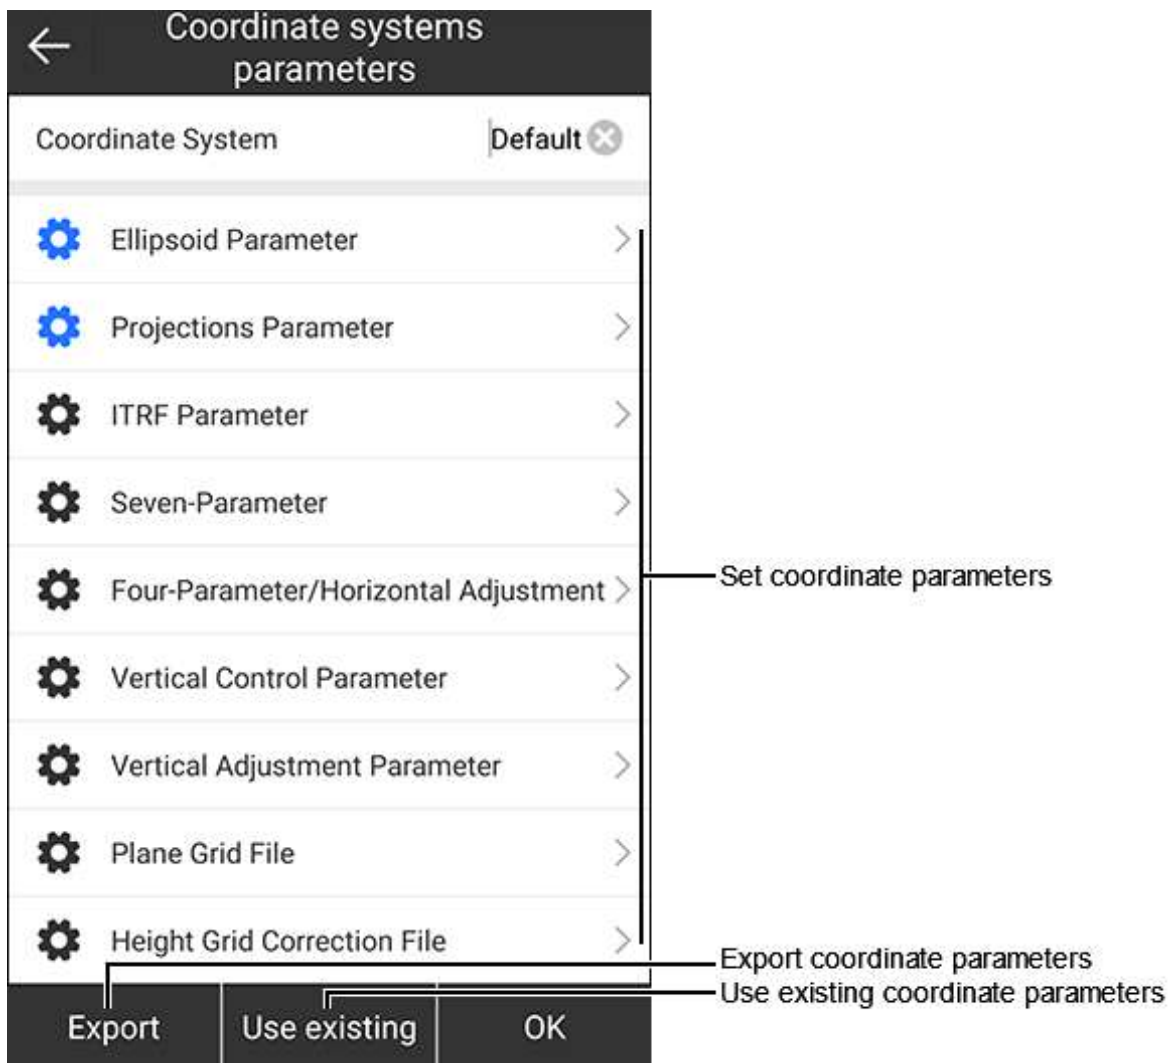 Coordinate systems
parameters
Coordinate System Default
Ellipsoid Parameter
Projections Parameter
ITRF Parameter
Seven-Parameter
Four-Parameter/Horizontal Adjustment
Set coordinate parameters
Vertical Control Parameter
Vertical Adjustment Parameter
Plane Grid File
Height Grid Correction File
Export coordinate parameters
Use existing coordinate parameters
Export Use existing OK